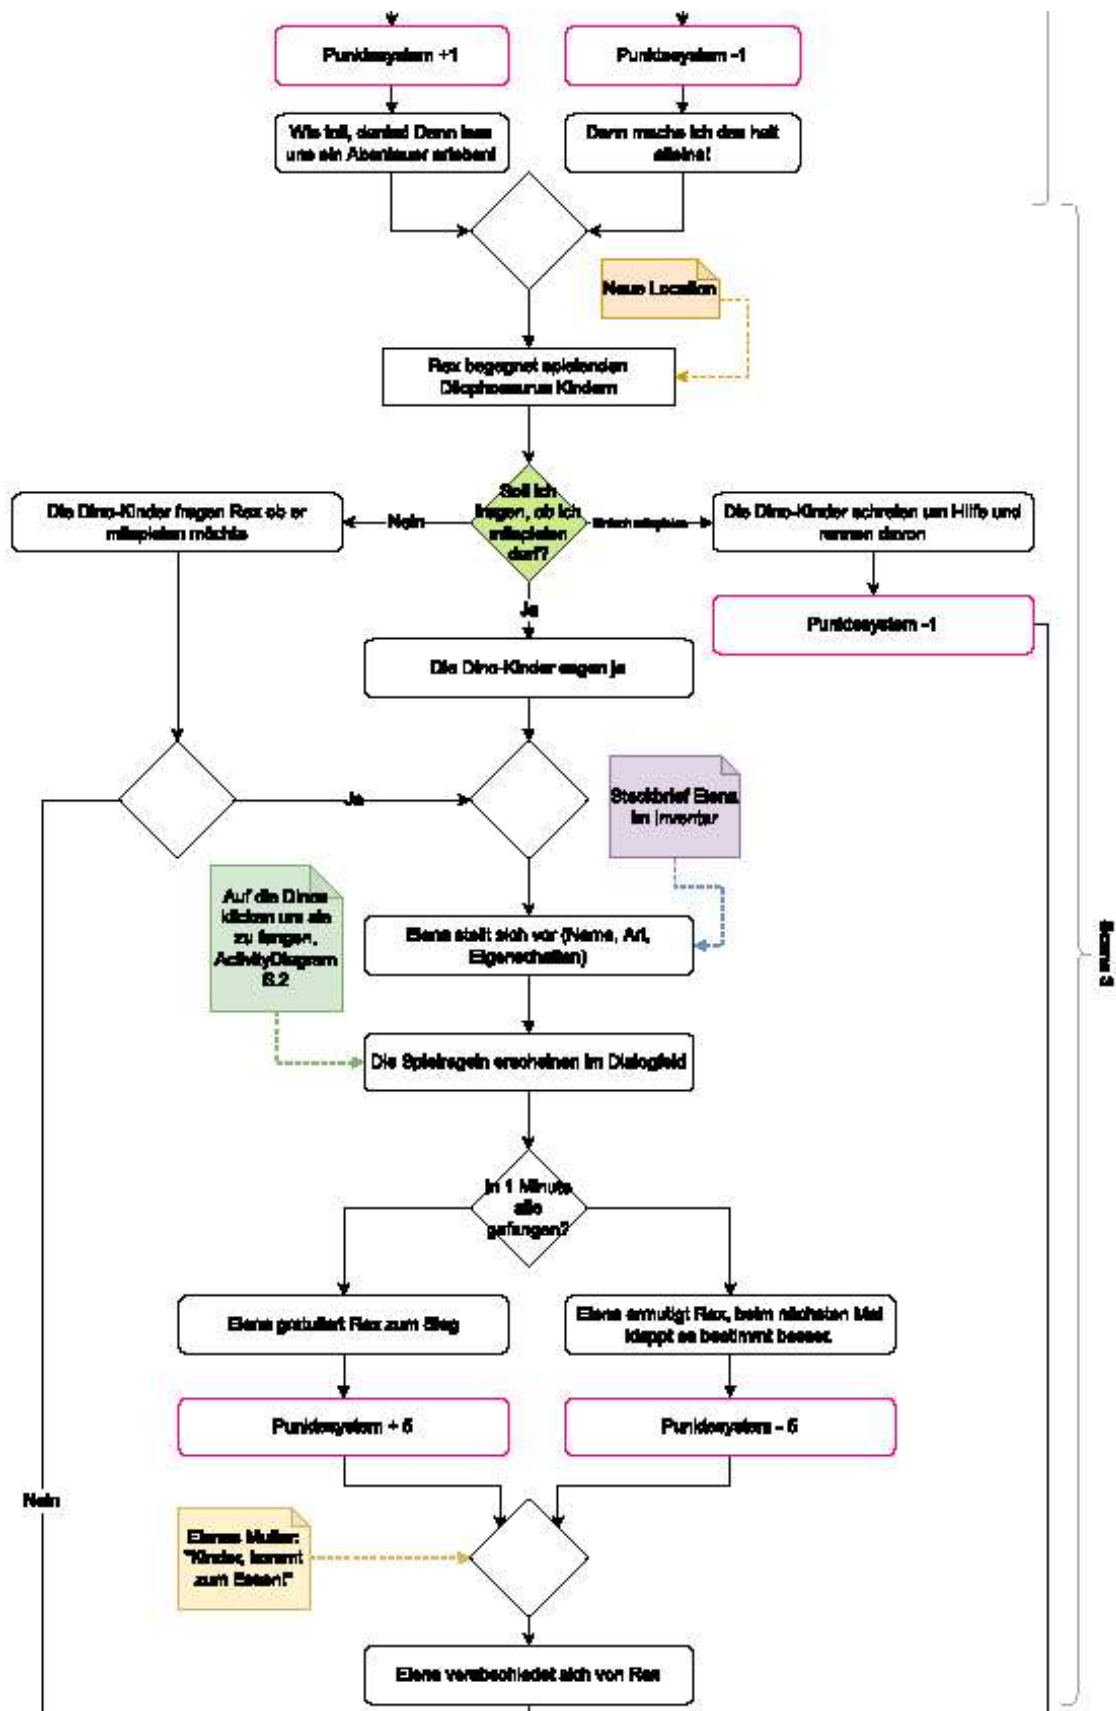 Punktesystem +1
Punktesystem -1
Wie toll, danke! Dann lass
uns ein Abenteuer erleben!
Dann mache ich das halt
alleine!
Neue Location
Rex begegnet spielenden
Dilophosaurus Kindern
Soll ich
fragen, ob ich
mitspielen
darf?
Nein
Einfach mitspielen
Die Dino-Kinder fragen Rex ob er
mitspielen möchte
Die Dino-Kinder schreien um Hilfe und
rennen davon
Ja
Punktesystem -1
Die Dino-Kinder sagen ja
Ja
Steckbrief Elena
im Inventar
Auf die Dinos
klicken um sie
zu fangen,
ActivityDiagram
S.2
Elena stellt sich vor (Name, Art,
Eigenschaften)
Scene 3
Die Spielregeln erscheinen im Dialogfeld
In 1 Minute
alle
gefangen?
Elena gratuliert Rex zum Sieg
Elena ermutigt Rex, beim nächsten Mal
klappt es bestimmt besser.
Punktesystem + 5
Punktesystem - 5
Nein
Elenas Mutter:
"Kinder, kommt
zum Essen!"
Elena verabschiedet sich von Rex